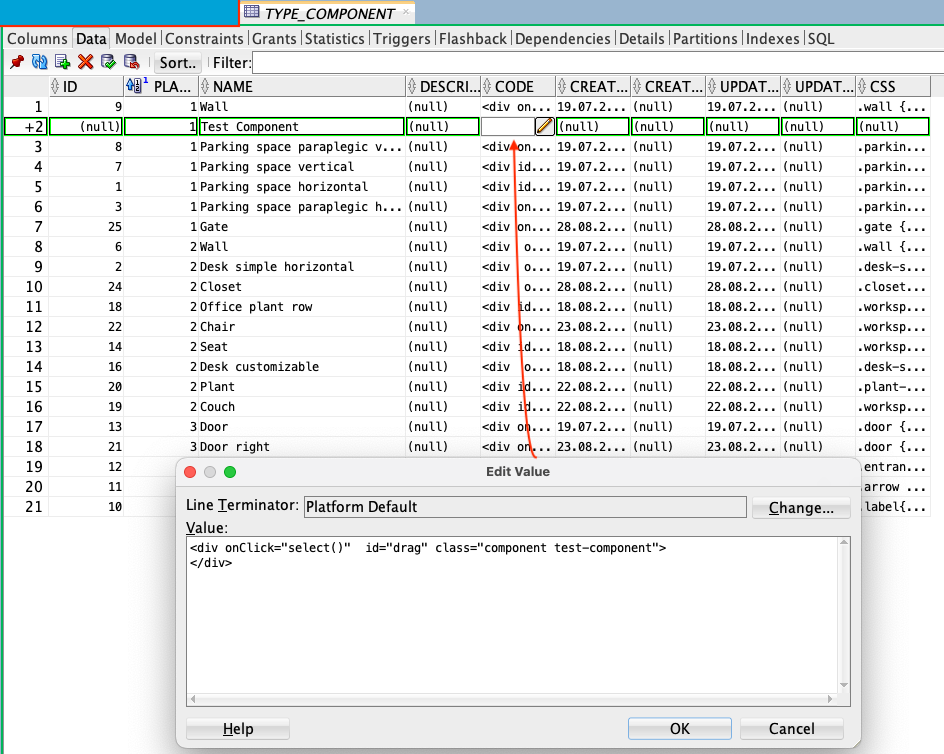 TYPE_COMPONENT
Columns Data Model Constraints Grants Statistics Triggers Flashback Dependencies Details Partitions Indexes SQL
Sort.. Filter:
ID 1 PLA... NAME DESCRI... CODE CREAT... CREAT... UPDAT... UPDAT... CSS
1 9 1 Wall (null) <div on... 19.07.2... (null) 19.07.2... (null) .wall {...
+2 (null) 1 Test Component (null) (null) (null) (null) (null) (null)
3 8 1 Parking space paraplegic v... (null) <div on... 19.07.2... (null) 19.07.2... (null) .parkin...
4 7 1 Parking space vertical (null) <div id... 19.07.2... (null) 19.07.2... (null) .parkin...
5 1 1 Parking space horizontal (null) <div id... 19.07.2... (null) 19.07.2... (null) .parkin...
6 3 1 Parking space paraplegic h... (null) <div on... 19.07.2... (null) 19.07.2... (null) .parkin...
7 25 1 Gate (null) <div on... 28.08.2... (null) 28.08.2... (null) .gate {...
8 6 2 Wall (null) <div o... 19.07.2... (null) 19.07.2... (null) .wall {...
9 2 2 Desk simple horizontal (null) <div o... 19.07.2... (null) 19.07.2... (null) .desk-s...
10 24 2 Closet (null) <div o... 28.08.2... (null) 28.08.2... (null) .closet...
11 18 2 Office plant row (null) <div id... 18.08.2... (null) 18.08.2... (null) .worksp...
12 22 2 Chair (null) <div on... 23.08.2... (null) 23.08.2... (null) .worksp...
13 14 2 Seat (null) <div id... 18.08.2... (null) 18.08.2... (null) .worksp...
14 16 2 Desk customizable (null) <div o... 18.08.2... (null) 18.08.2... (null) .desk-s...
15 20 2 Plant (null) <div id... 22.08.2... (null) 22.08.2... (null) .plant-...
16 19 2 Couch (null) <div id... 22.08.2... (null) 22.08.2... (null) .worksp...
17 13 3 Door (null) <div on... 19.07.2... (null) 19.07.2... (null) .door {...
18 21 3 Door right (null) <div on... 23.08.2... (null) 23.08.2... (null) .door {...
19 12 .entran...
20 11 .arrow ...
21 10 .label{...
Edit Value
Line Terminator: Platform Default Change...
Value:
<div onClick="select()"  id="drag" class="component test-component">
</div>
Help OK Cancel